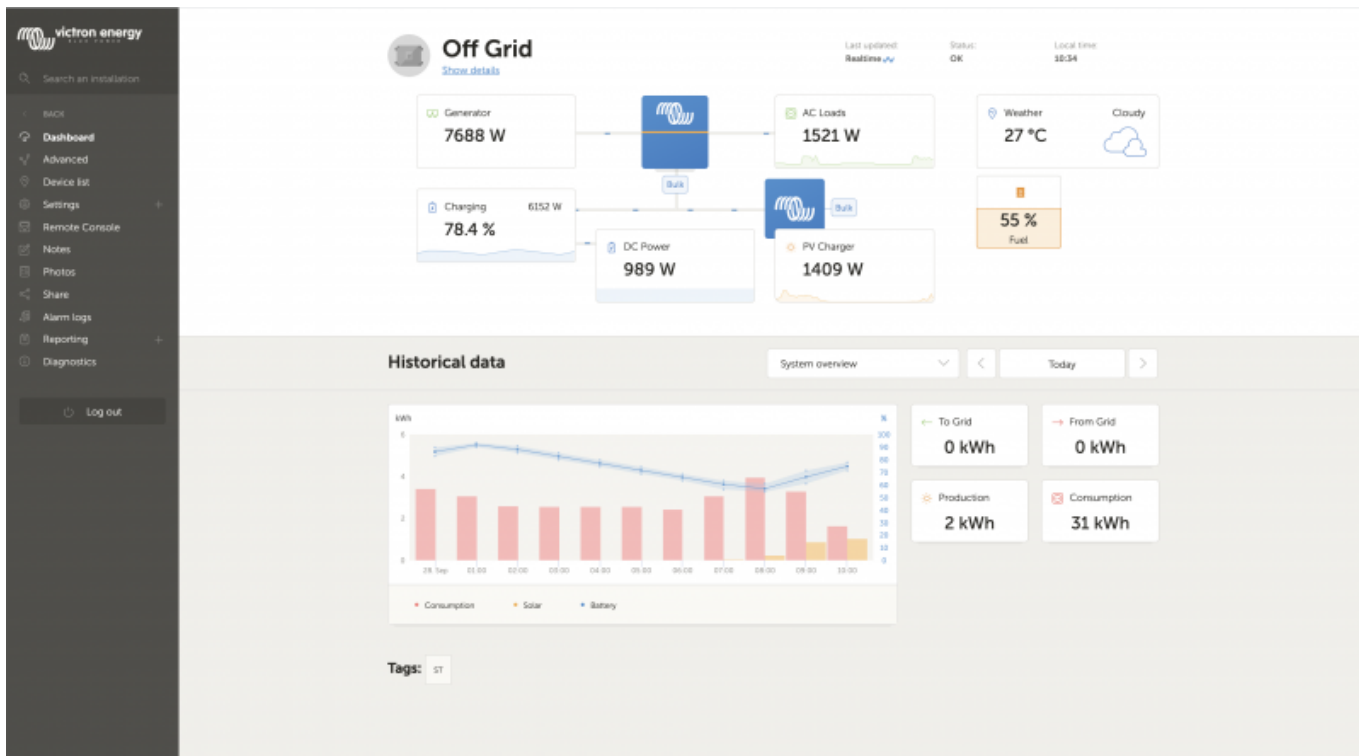 victron energy
BLUE POWER
Search an installation
BACK
Dashboard
Advanced
Device list
Settings +
Remote Console
Notes
Photos
Share
Alarm logs
Reporting +
Diagnostics
Log out
Off Grid
Show details
Last updated:
Realtime
Status:
OK
Local time:
10:34
Generator
7688 W
AC Loads
1521 W
Weather Cloudy
27 °C
Bulk
Charging 6152 W
78.4 %
Bulk
DC Power
989 W
PV Charger
1409 W
55 %
Fuel
Historical data
System overview
Today
kWh %
6
4
2
0
100
90
80
70
60
50
40
30
20
10
0
28. Sep 01:00 02:00 03:00 04:00 05:00 06:00 07:00 08:00 09:00 10:00
Consumption Solar Battery
To Grid
0 kWh
From Grid
0 kWh
Production
2 kWh
Consumption
31 kWh
Tags: ST